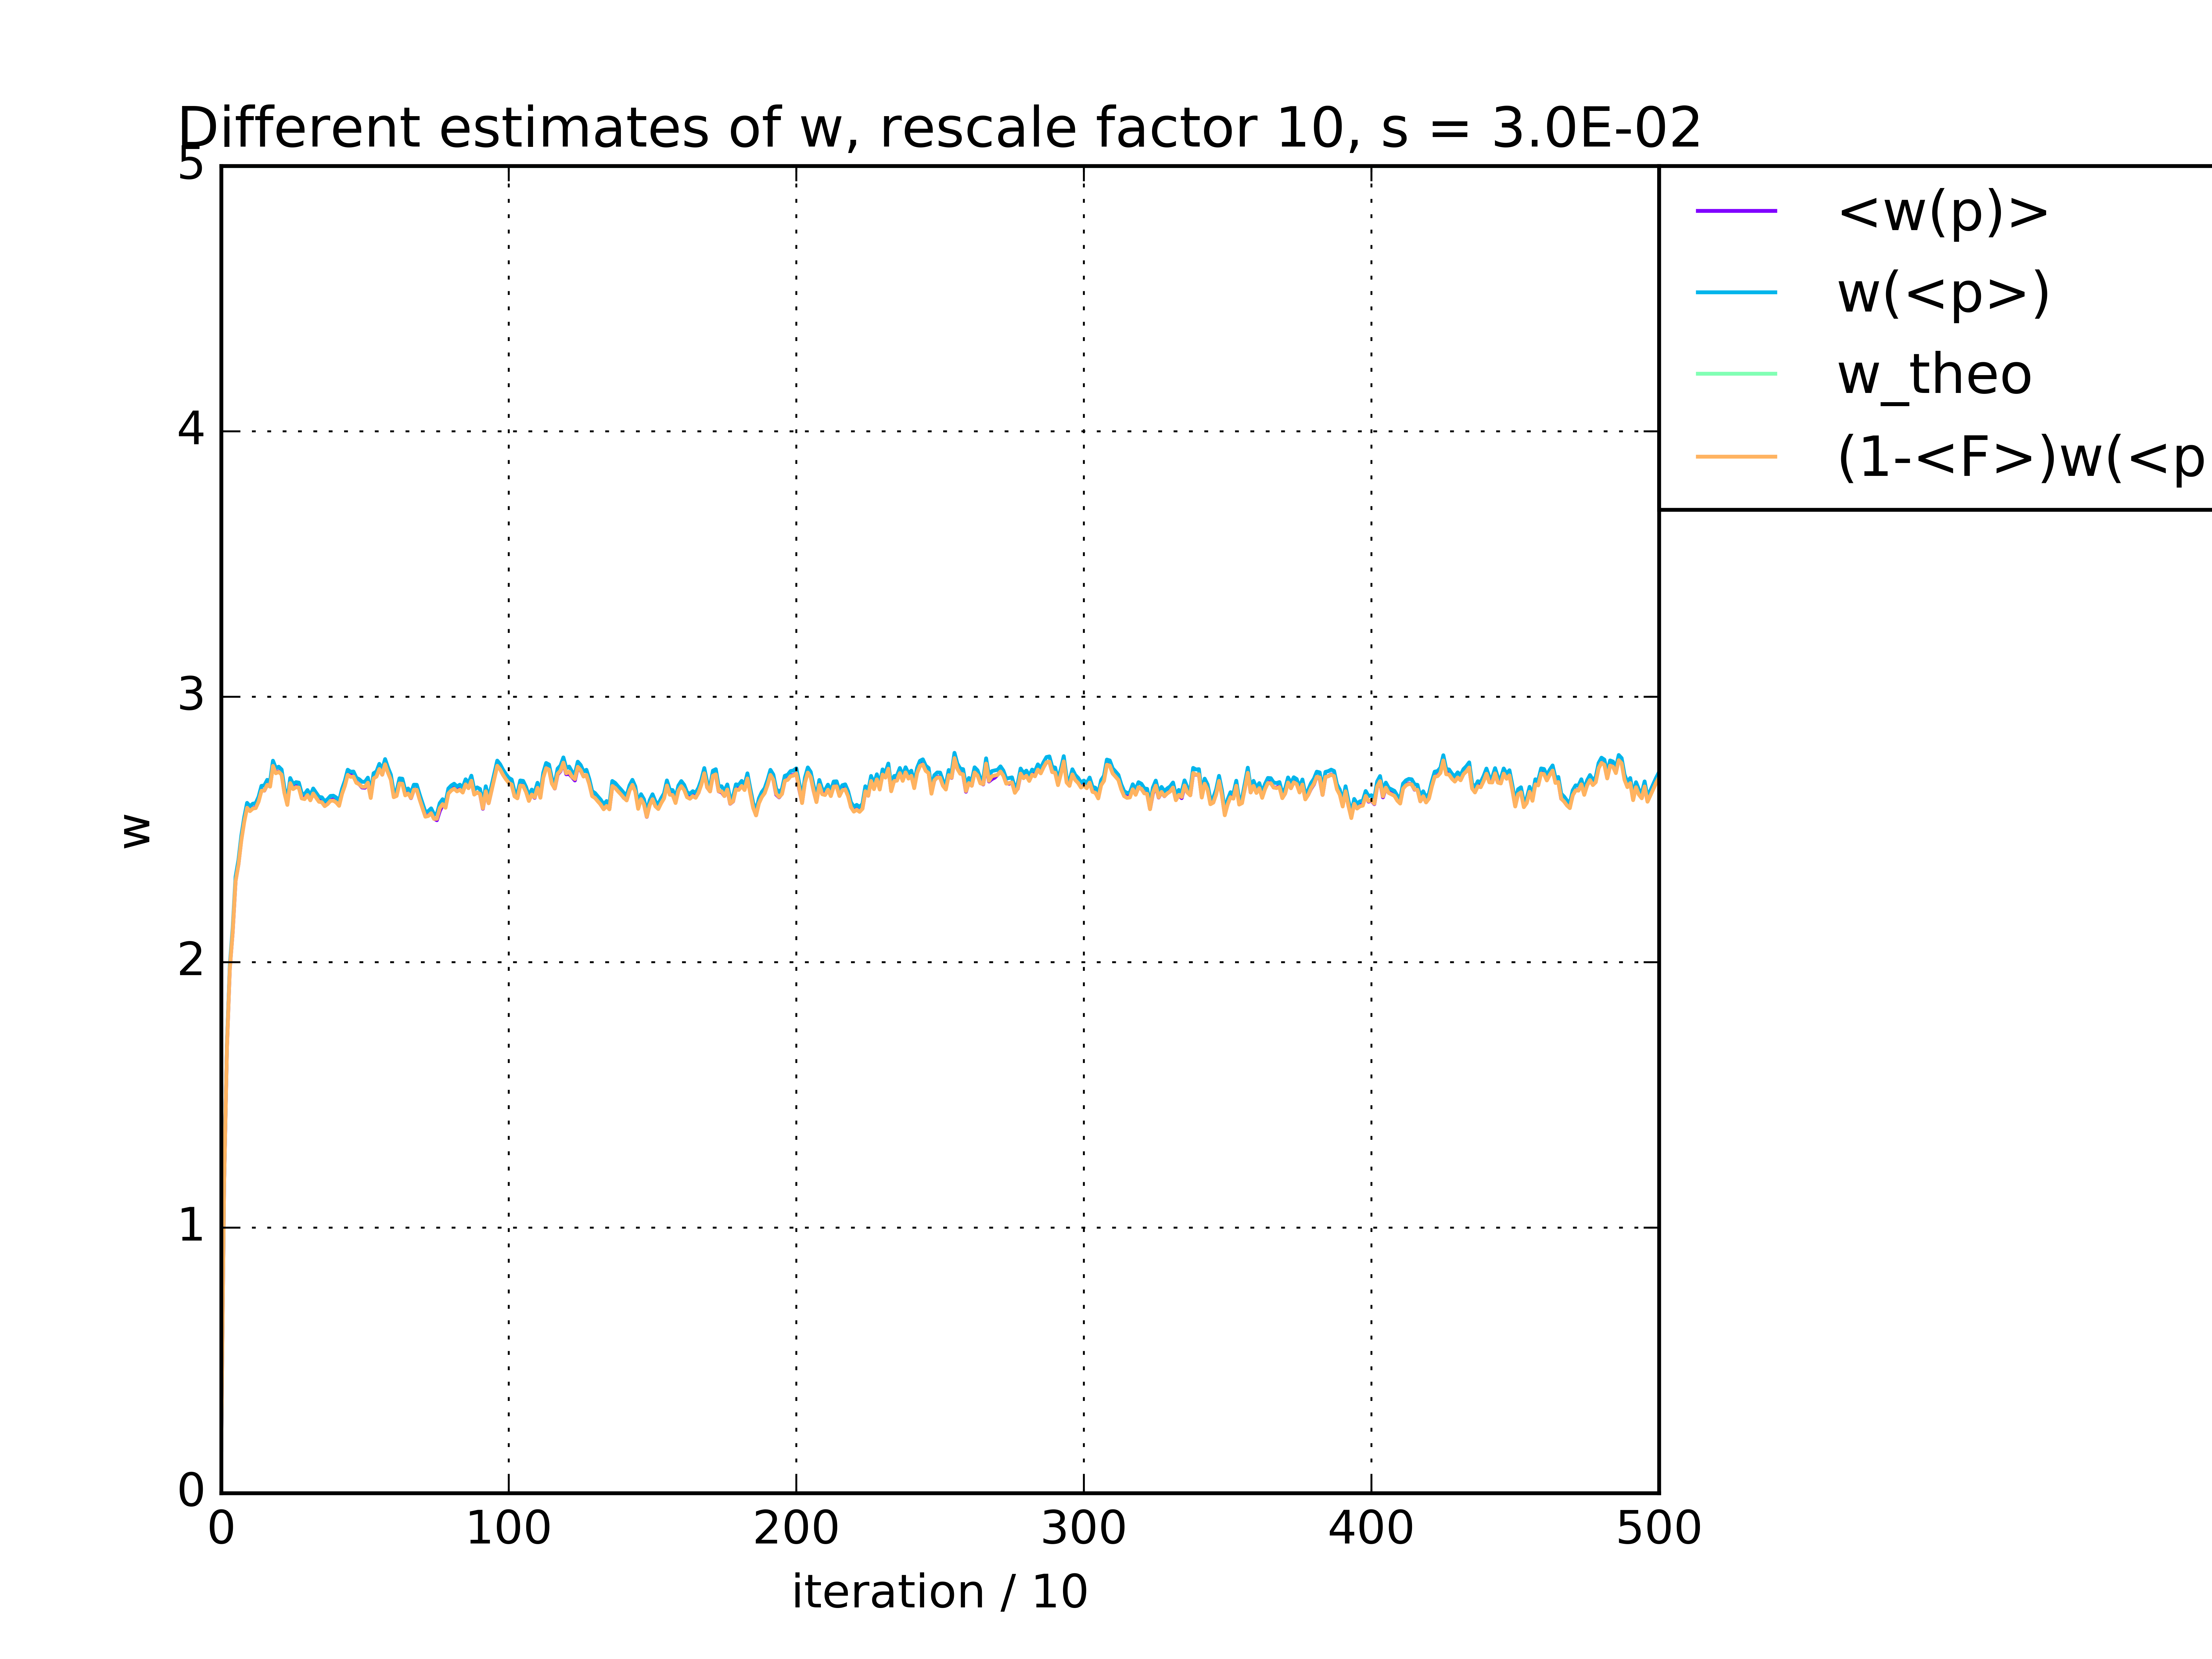 Different estimates of w, rescale factor 10, s = 3.0E-02
5
4
3
2
1
0
w
0 100 200 300 400 500
iteration / 10
<w(p)>
w(<p>)
w_theo
(1-<F>)w(<p